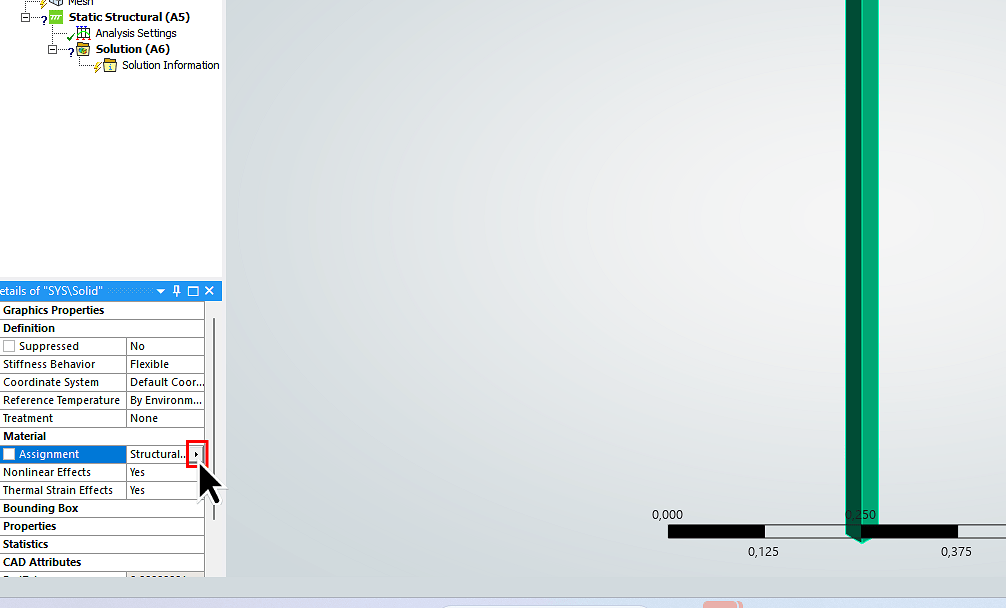 Mesh
Static Structural (A5)
Analysis Settings
Solution (A6)
Solution Information
etails of "SYS\Solid"
Graphics Properties
Definition
Suppressed No
Stiffness Behavior Flexible
Coordinate System Default Coor...
Reference Temperature By Environm...
Treatment None
Material
Assignment Structural...
Nonlinear Effects Yes
Thermal Strain Effects Yes
Bounding Box
Properties
Statistics
CAD Attributes
0,000 0,250
0,125 0,375